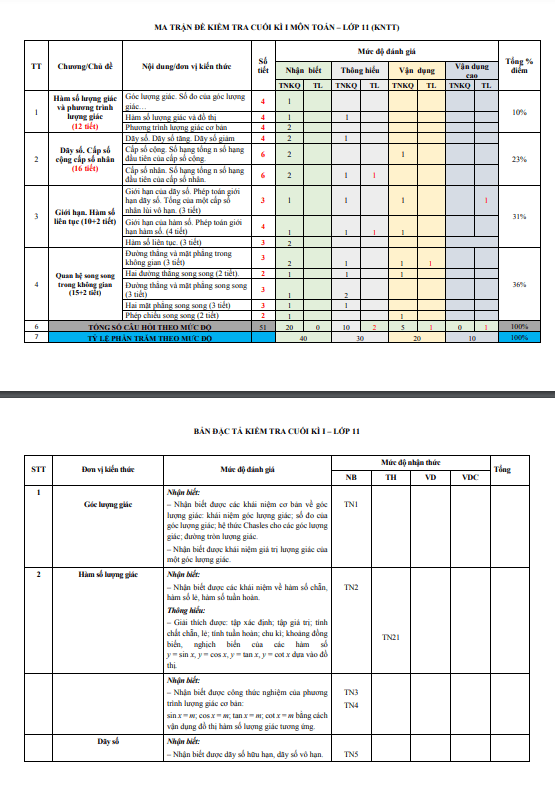 MA TRẬN ĐỀ KIỂM TRA CUỐI KÌ I MÔN TOÁN – LỚP 11 (KNTT)
TT Chương/Chủ đề Nội dung/đơn vị kiến thức Số tiết Mức độ đánh giá Tổng % điểm
Nhận biết Thông hiểu Vận dụng Vận dụng cao
TNKQ TL TNKQ TL TNKQ TL TNKQ TL
1 Hàm số lượng giác và phương trình lượng giác (12 tiết) Góc lượng giác. Số đo của góc lượng giác… 4 1 10%
Hàm số lượng giác và đồ thị 4 1 1
Phương trình lượng giác cơ bản 4 2
2 Dãy số. Cấp số cộng cấp số nhân (16 tiết) Dãy số. Dãy số tăng. Dãy số giảm 4 2 1 23%
Cấp số cộng. Số hạng tổng n số hạng đầu tiên của cấp số cộng. 6 2 1
Cấp số nhân. Số hạng tổng n số hạng đầu tiên của cấp số nhân. 6 2 1 1
3 Giới hạn. Hàm số liên tục (10+2 tiết) Giới hạn của dãy số. Phép toán giới hạn dãy số. Tổng của một cấp số nhân lùi vô hạn. (3 tiết) 3 1 1 1 1 31%
Giới hạn của hàm số. Phép toán giới hạn hàm số. (4 tiết) 4 1 1 1 1
Hàm số liên tục. (3 tiết) 3 2
4 Quan hệ song song trong không gian (15+2 tiết) Đường thẳng và mặt phẳng trong không gian (3 tiết) 3 2 1 1 1 36%
Hai đường thẳng song song (2 tiết). 2 1 1 1
Đường thẳng và mặt phẳng song song (3 tiết) 3 1 2
Hai mặt phẳng song song (3 tiết) 3 1 1
Phép chiếu song song (2 tiết) 2 1 1
6 TỔNG SỐ CÂU HỎI THEO MỨC ĐỘ 51 20 0 10 2 5 1 0 1 100%
7 TỶ LỆ PHẦN TRĂM THEO MỨC ĐỘ 40 30 20 10 100%
BẢN ĐẶC TẢ KIỂM TRA CUỐI KÌ I – LỚP 11
STT Đơn vị kiến thức Mức độ đánh giá Mức độ nhận thức Tổng
NB TH VD VDC
1 Góc lượng giác Nhận biết:
– Nhận biết được các khái niệm cơ bản về góc TN1
lượng giác: khái niệm góc lượng giác; số đo của
góc lượng giác; hệ thức Chasles cho các góc lượng
giác; đường tròn lượng giác.
– Nhận biết được khái niệm giá trị lượng giác của
một góc lượng giác.
2 Hàm số lượng giác Nhận biết:
– Nhận biết được các khái niệm về hàm số chẵn, TN2
hàm số lẻ, hàm số tuần hoàn.
Thông hiểu:
– Giải thích được: tập xác định; tập giá trị; tính
chất chẵn, lẻ; tính tuần hoàn; chu kì; khoảng đồng TN21
biến, nghịch biến của các hàm số
y = sin x, y = cos x, y = tan x, y = cot x dựa vào đồ
thị.
Nhận biết:
– Nhận biết được công thức nghiệm của phương TN3
trình lượng giác cơ bản: TN4
sin x = m; cos x = m; tan x = m; cot x = m bằng cách
vận dụng đồ thị hàm số lượng giác tương ứng.
Dãy số Nhận biết:
– Nhận biết được dãy số hữu hạn, dãy số vô hạn. TN5